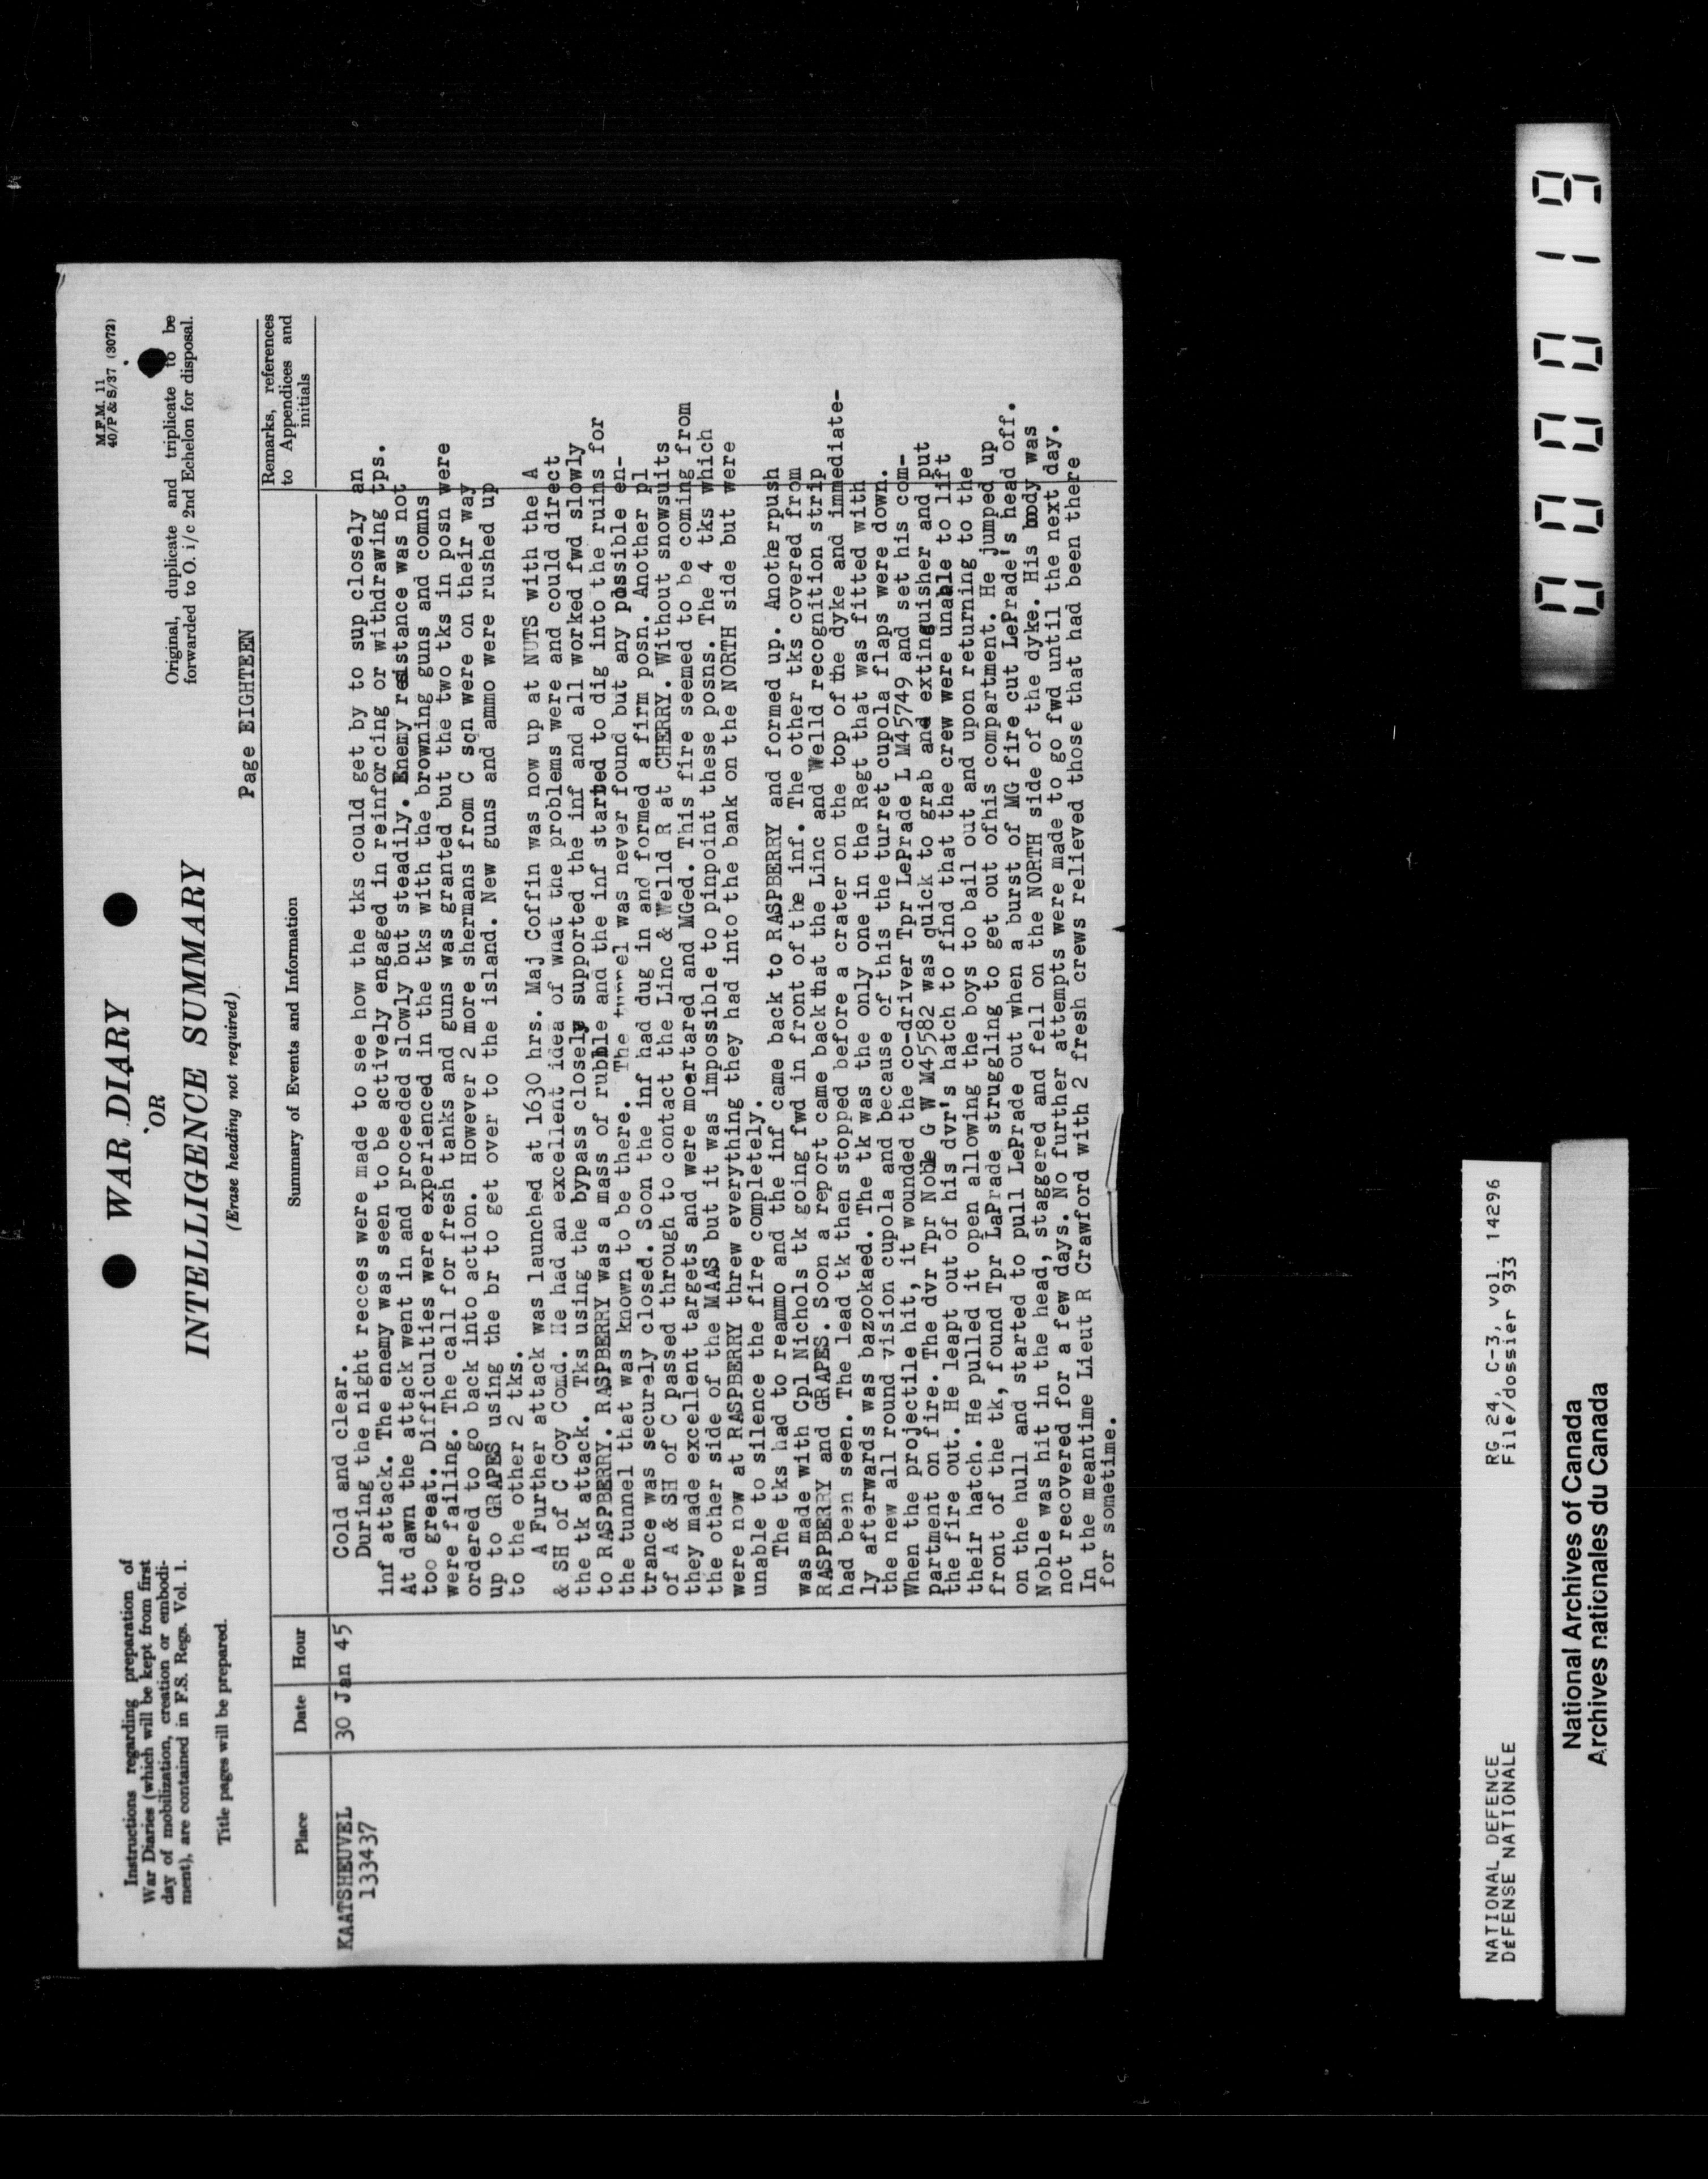 Instructions regarding preparation of
War Diaries (which will be kept from first
day of mobilization, creation or embodi-
ment), are contained in F.S. Regs. Vol. 1.
Title pages will be prepared.
WAR DIARY
OR
INTELLIGENCE SUMMARY
(Erase heading not required).
M.F.M. 11
40/P & S/37 (3072)
Original, duplicate and triplicate to be
forwarded to O. i/c 2nd Echelon for disposal.
Page EIGHTEEN
Place
Date
Hour
Summary of Events and Information
Remarks, references
to Appendices and
initials
KAATSHEUVEL
133437
30 Jan 45
Cold and clear.
During the night recces were made to see how the tks could get by to sup closely an
inf attack. The enemy was seen to be actively engaged in reinforcing or withdrawing tps.
At dawn the attack went in and proceeded slowly but steadily. Enemy resistance was not
too great. Difficulties were experienced in the tks with the browning guns and comns
were failing. The call for fresh tanks and guns was granted but the two tks in posn were
ordered to go back into action. However 2 more shermans from C sqn were on their way
up to GRAPES using the br to get over to the island. New guns and ammo were rushed up
to the other 2 tks.
A Further attack was launched at 1630 hrs. Maj Coffin was now up at NUTS with the A
& SH of C Coy Comd. He had an excellent idea of what the problems were and could direct
the tk attack. Tks using the bypass closely supported the inf and all worked fwd slowly
to RASPBERRY. RASPBERRY was a mass of rubble and the inf started to dig into the ruins for
the tunnel that was known to be there. The tunnel was never found but any possible en-
trance was securely closed. Soon the inf had dug in and formed a firm posn. Another pl
of A & SH of C passed through to contact the Linc & Welld R at CHERRY. Without snowsuits
they made excellent targets and were moartared and MGed. This fire seemed to be coming from
the other side of the MAAS but it was impossible to pinpoint these posns. The 4 tks which
were now at RASPBERRY threw everything they had into the bank on the NORTH side but were
unable to silence the fire completely.
The tks had to reammo and the inf came back to RASPBERRY and formed up. Anotherpush
was made with Cpl Nichols tk going fwd in front of the inf. The other tks covered from
RASPBERRY and GRAPES. Soon a report came back that the Linc and Welld recognition strip
had been seen. The lead tk then stopped before a crater on the top of the dyke and immediate-
ly afterwards was bazookaed. The tk was the only one in the Regt that was fitted with
the new all round vision cupola and because of this the turret cupola flaps were down.
When the projectile hit, it wounded the co-driver Tpr LePrade L M45749 and set his com-
partment on fire. The dvr Tpr Noble G W M45582 was quick to grab and extinguisher and put
the fire out. He leapt out of his dvr's hatch to find that the crew were unable to lift
their hatch. He pulled it open allowing the boys to bail out and upon returning to the
front of the tk, found Tpr LaPrade struggling to get out ofhis compartment. He jumped up
on the hull and started to pull LePrade out when a burst of MG fire cut LePrade's head off.
Noble was hit in the head, staggered and fell on the NORTH side of the dyke. His body was
not recovered for a few days. No further attempts were made to go fwd until the next day.
In the meantime Lieut R Crawford with 2 fresh crews relieved those that had been there
for sometime.
000019
NATIONAL DEFENCE
DÉFENSE NATIONALE
RG 24, C-3, vol. 14296
File/dossier 933
National Archives of Canada
Archives nationales du Canada